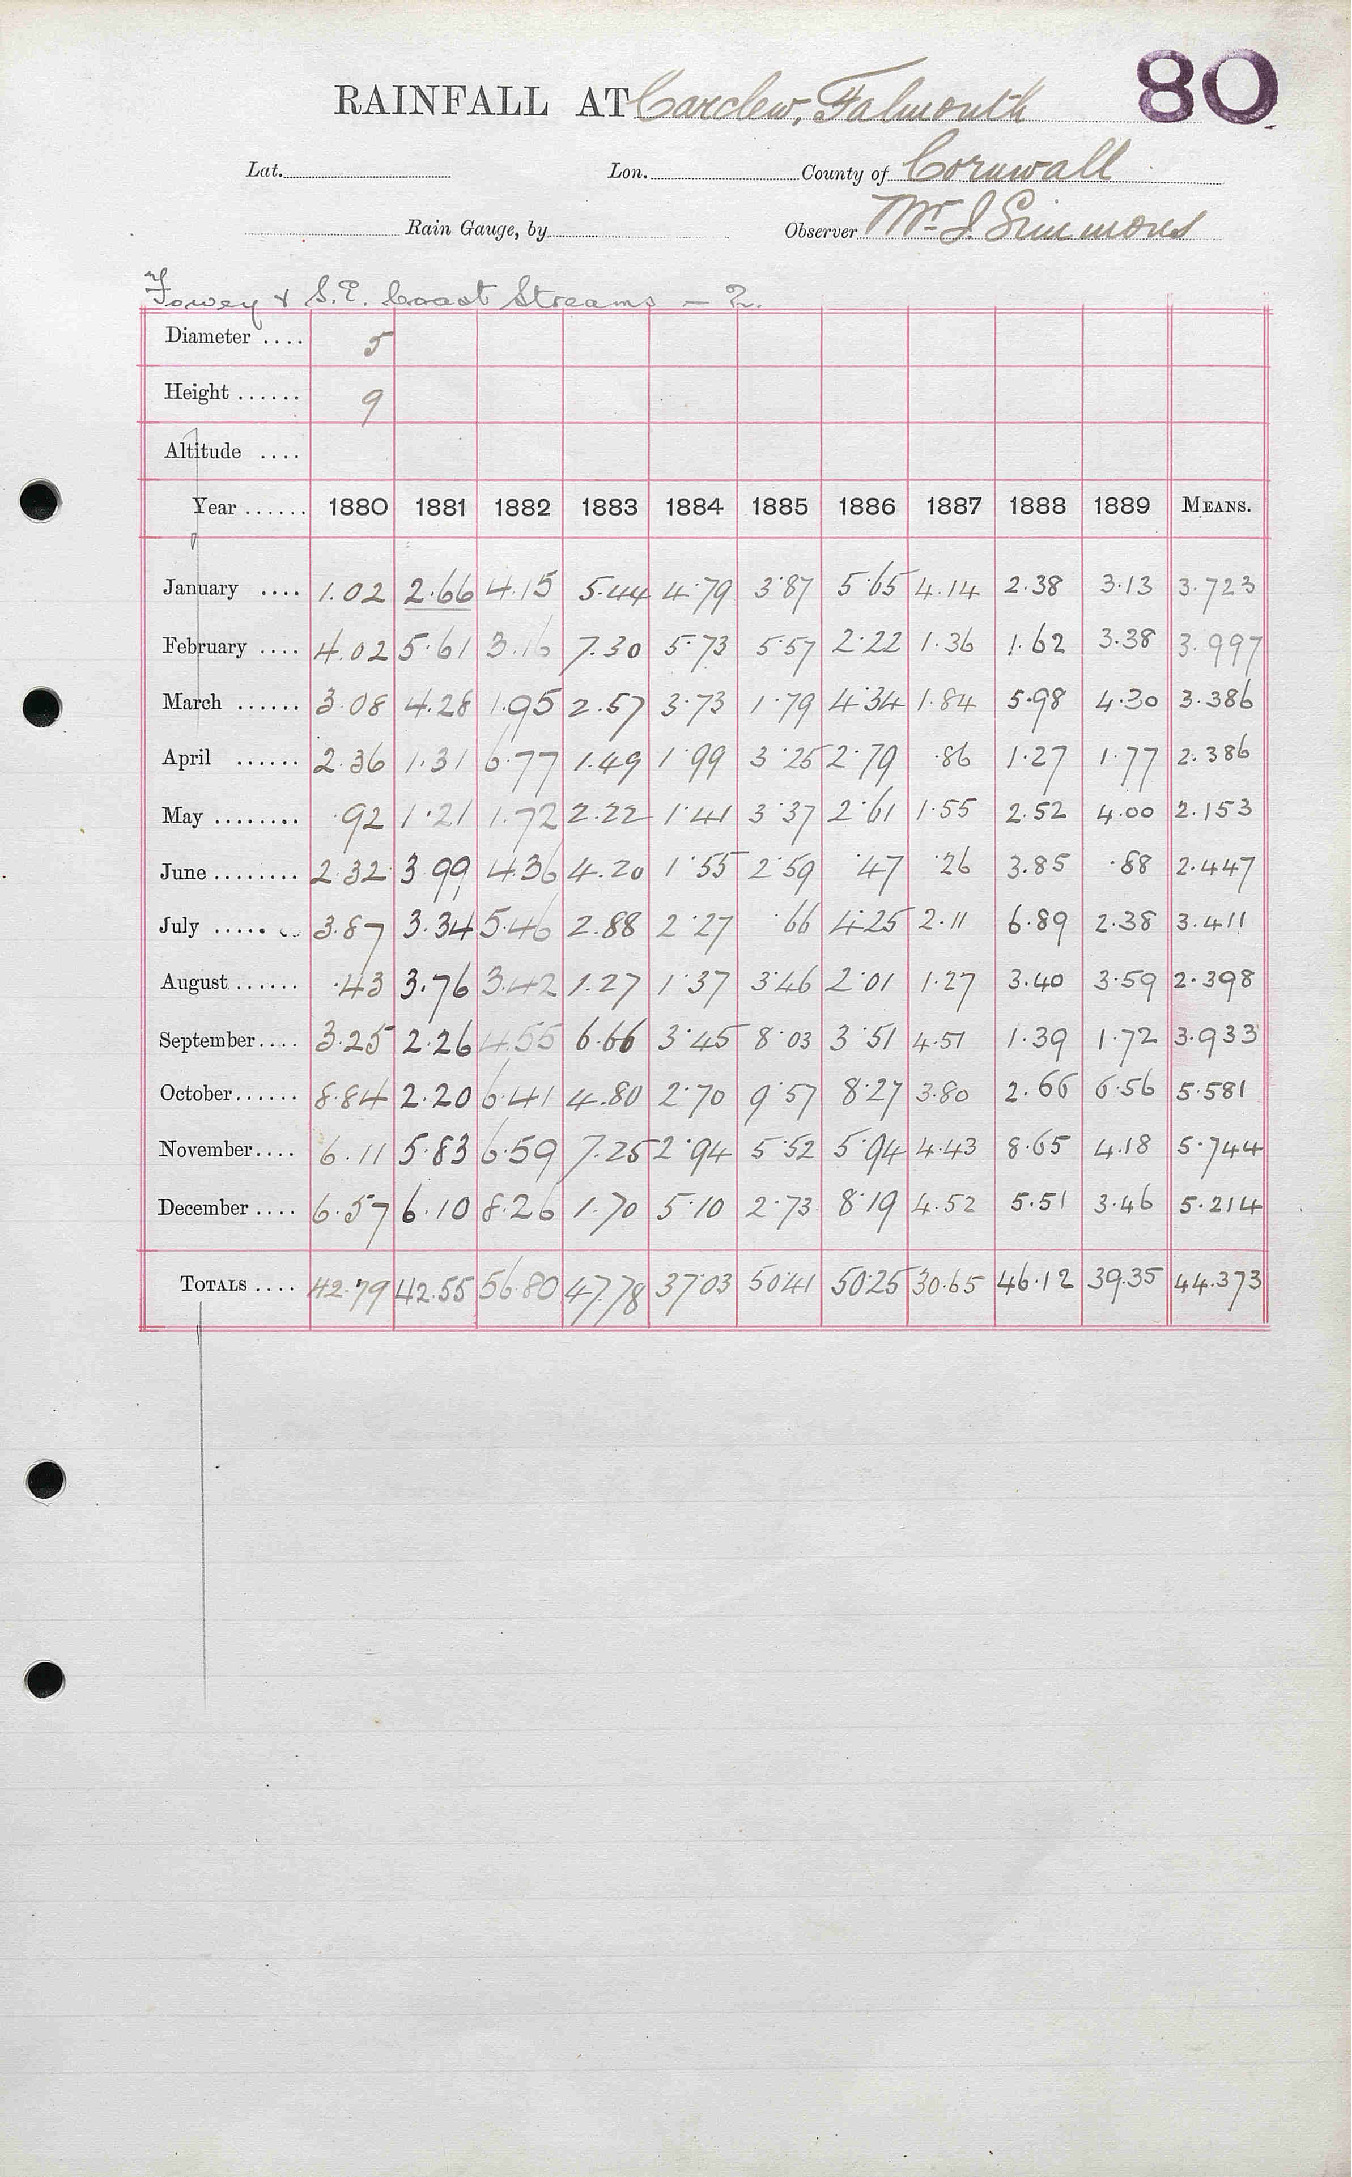 80
RAINFALL AT Carclew, Falmouth
Lat. Lon. County of Cornwall
Rain Gauge, by Observer Mr. J. Simmons
Fowey & S.E. Coast Streams — 2.
Diameter .... 5
Height ...... 9
Altitude ....
Year ...... 1880 1881 1882 1883 1884 1885 1886 1887 1888 1889 MEANS.
January .... 1.02 2.66 4.15 5.44 4.79 3.87 5.65 4.14 2.38 3.13 3.723
February .... 4.02 5.61 3.16 7.30 5.73 5.57 2.22 1.36 1.62 3.38 3.997
March ...... 3.08 4.28 1.95 2.57 3.73 1.79 4.34 1.84 5.98 4.30 3.386
April ...... 2.36 1.31 6.77 1.49 1.99 3.25 2.79 .86 1.27 1.77 2.386
May ........ .92 1.21 1.72 2.22 1.41 3.37 2.61 1.55 2.52 4.00 2.153
June ........ 2.32 3.99 4.36 4.20 1.55 2.59 .47 .26 3.85 .88 2.447
July ..... 3.87 3.34 5.46 2.88 2.27 .66 4.25 2.11 6.89 2.38 3.411
August ...... .43 3.76 3.42 1.27 1.37 3.46 2.01 1.27 3.40 3.59 2.398
September .... 3.25 2.26 4.55 6.66 3.45 8.03 3.51 4.51 1.39 1.72 3.933
October ...... 8.84 2.20 6.41 4.80 2.70 9.57 8.27 3.80 2.66 6.56 5.581
November .... 6.11 5.83 6.59 7.25 2.94 5.52 5.94 4.43 8.65 4.18 5.744
December .... 6.57 6.10 8.26 1.70 5.10 2.73 8.19 4.52 5.51 3.46 5.214
TOTALS .... 42.79 42.55 56.80 47.78 37.03 50.41 50.25 30.65 46.12 39.35 44.373